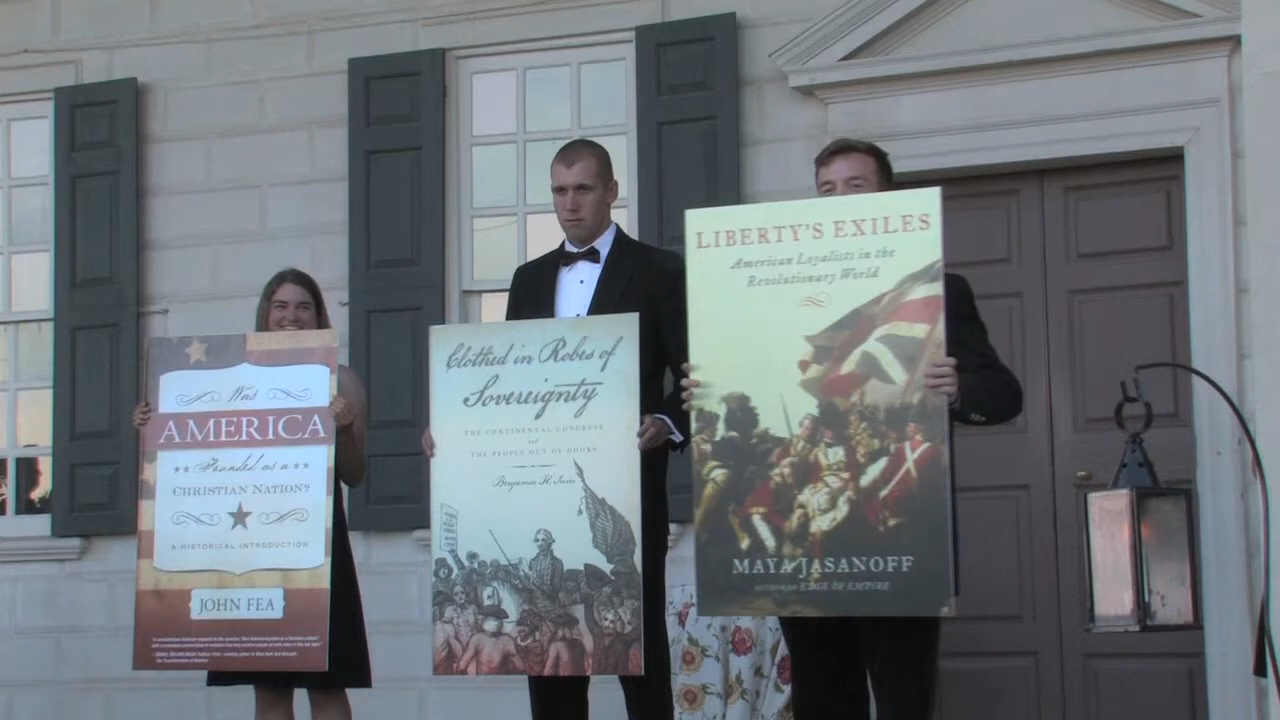 Was
AMERICA
Founded as a
CHRISTIAN NATION?
A HISTORICAL INTRODUCTION
JOHN FEA
Clothed in Robes of
Sovereignty
THE CONTINENTAL CONGRESS
and
THE PEOPLE OUT OF DOORS
Benjamin H. Irvin
LIBERTY'S EXILES
American Loyalists in the
Revolutionary World
MAYA JASANOFF
AUTHOR OF EDGE OF EMPIRE